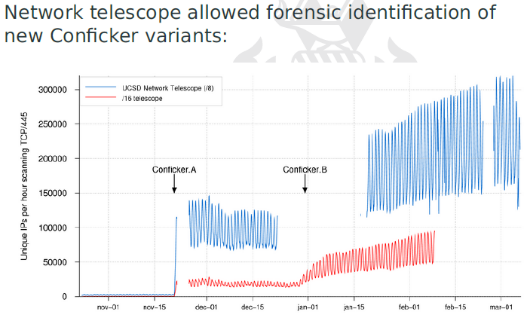 Network telescope allowed forensic identification of
new Conficker variants:
UCSD Network Telescope (/8)
/16 telescope
Conficker.A
Conficker.B
Unique IPs per hour scanning TCP/445
300000
250000
200000
150000
100000
50000
0
nov-01
nov-15
dec-01
dec-15
jan-01
jan-15
feb-01
feb-15
mar-01